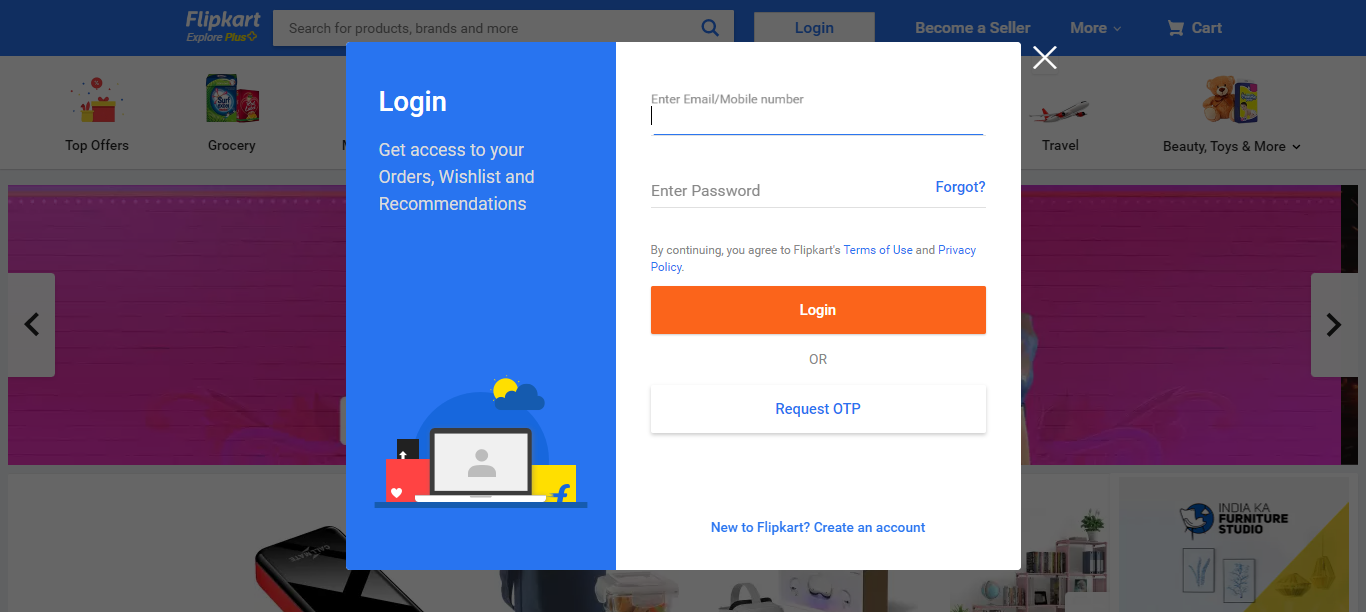 Flipkart
Explore Plus
Search for products, brands and more
Login
Become a Seller
More
Cart
Top Offers
Grocery
Travel
Beauty, Toys & More
Login
Get access to your
Orders, Wishlist and
Recommendations
Enter Email/Mobile number
Enter Password
Forgot?
By continuing, you agree to Flipkart's Terms of Use and Privacy
Policy.
Login
OR
Request OTP
New to Flipkart? Create an account
INDIA KA
FURNITURE
STUDIO